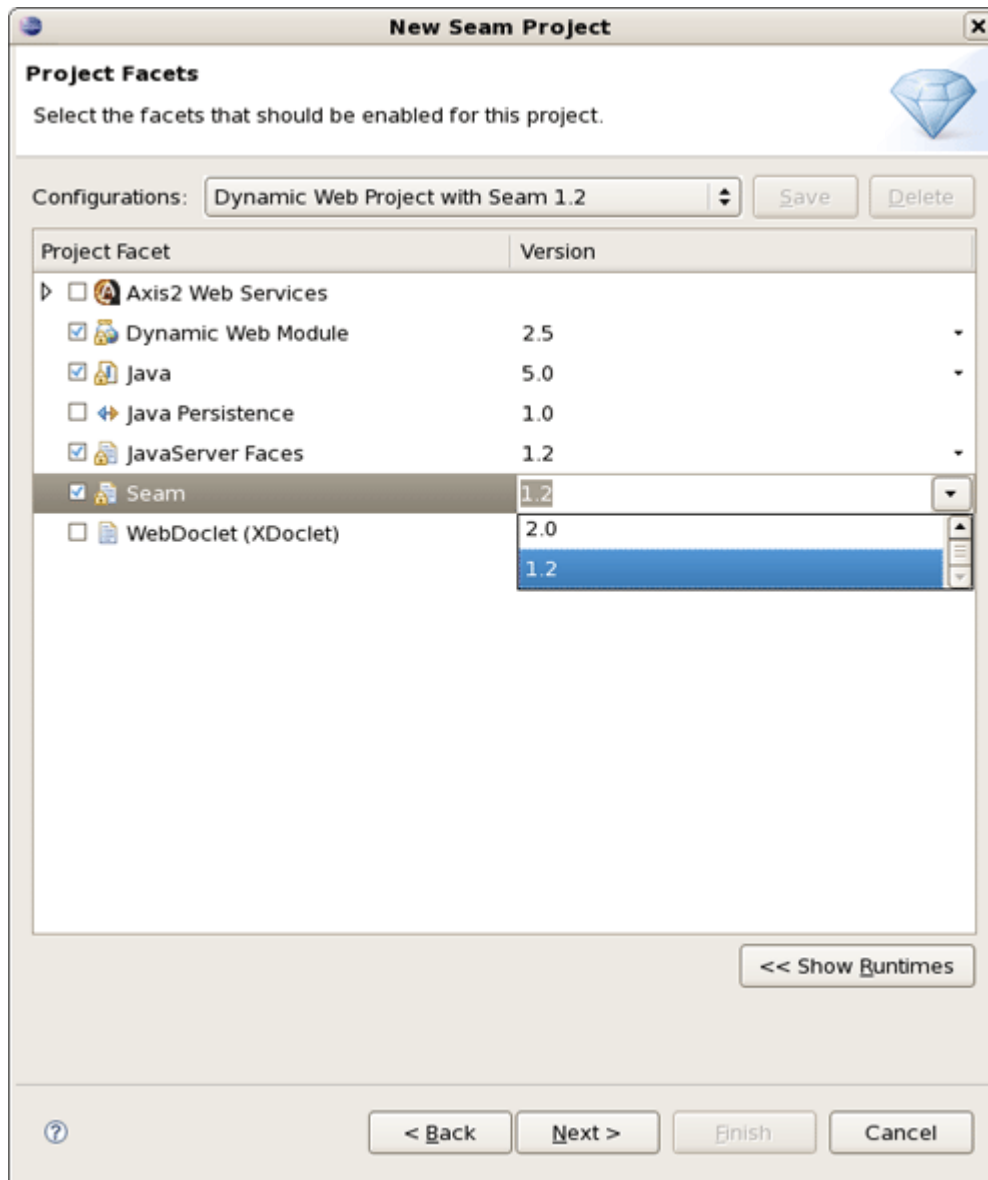 New Seam Project
Project Facets
Select the facets that should be enabled for this project.
Configurations: Dynamic Web Project with Seam 1.2 Save Delete
Project Facet Version
Axis2 Web Services
Dynamic Web Module 2.5
Java 5.0
Java Persistence 1.0
JavaServer Faces 1.2
Seam 1.2
WebDoclet (XDoclet) 2.0
1.2
<< Show Runtimes
< Back Next > Finish Cancel